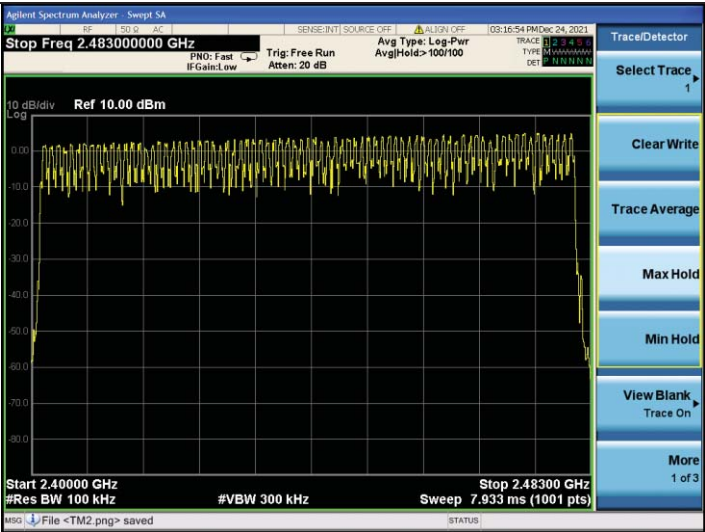 Agilent Spectrum Analyzer - Swept SA
RF 50 Ω AC SENSE:INT SOURCE OFF ALIGN OFF 03:16:54 PM Dec 24, 2021
Stop Freq 2.483000000 GHz
PNO: Fast
IFGain:Low
Trig: Free Run
Atten: 20 dB
Avg Type: Log-Pwr
Avg|Hold:>100/100
TRACE 1 2 3 4 5 6
TYPE
DET P N N N N N
10 dB/div Ref 10.00 dBm
Log
0.00
-10.0
-20.0
-30.0
-40.0
-50.0
-60.0
-70.0
-80.0
Start 2.40000 GHz Stop 2.48300 GHz
#Res BW 100 kHz #VBW 300 kHz Sweep 7.933 ms (1001 pts)
MSG File <TM2.png> saved STATUS
Trace/Detector
Select Trace
1
Clear Write
Trace Average
Max Hold
Min Hold
View Blank
Trace On
More
1 of 3